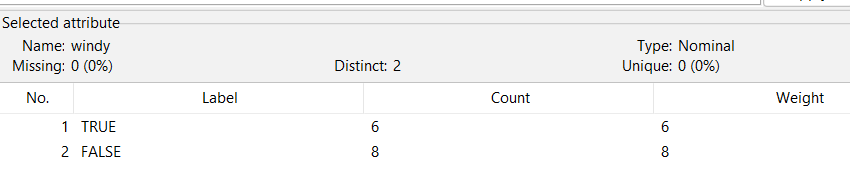 Selected attribute
Name: windy Type: Nominal
Missing: 0 (0%) Distinct: 2 Unique: 0 (0%)
No. Label Count Weight
1 TRUE 6 6
2 FALSE 8 8